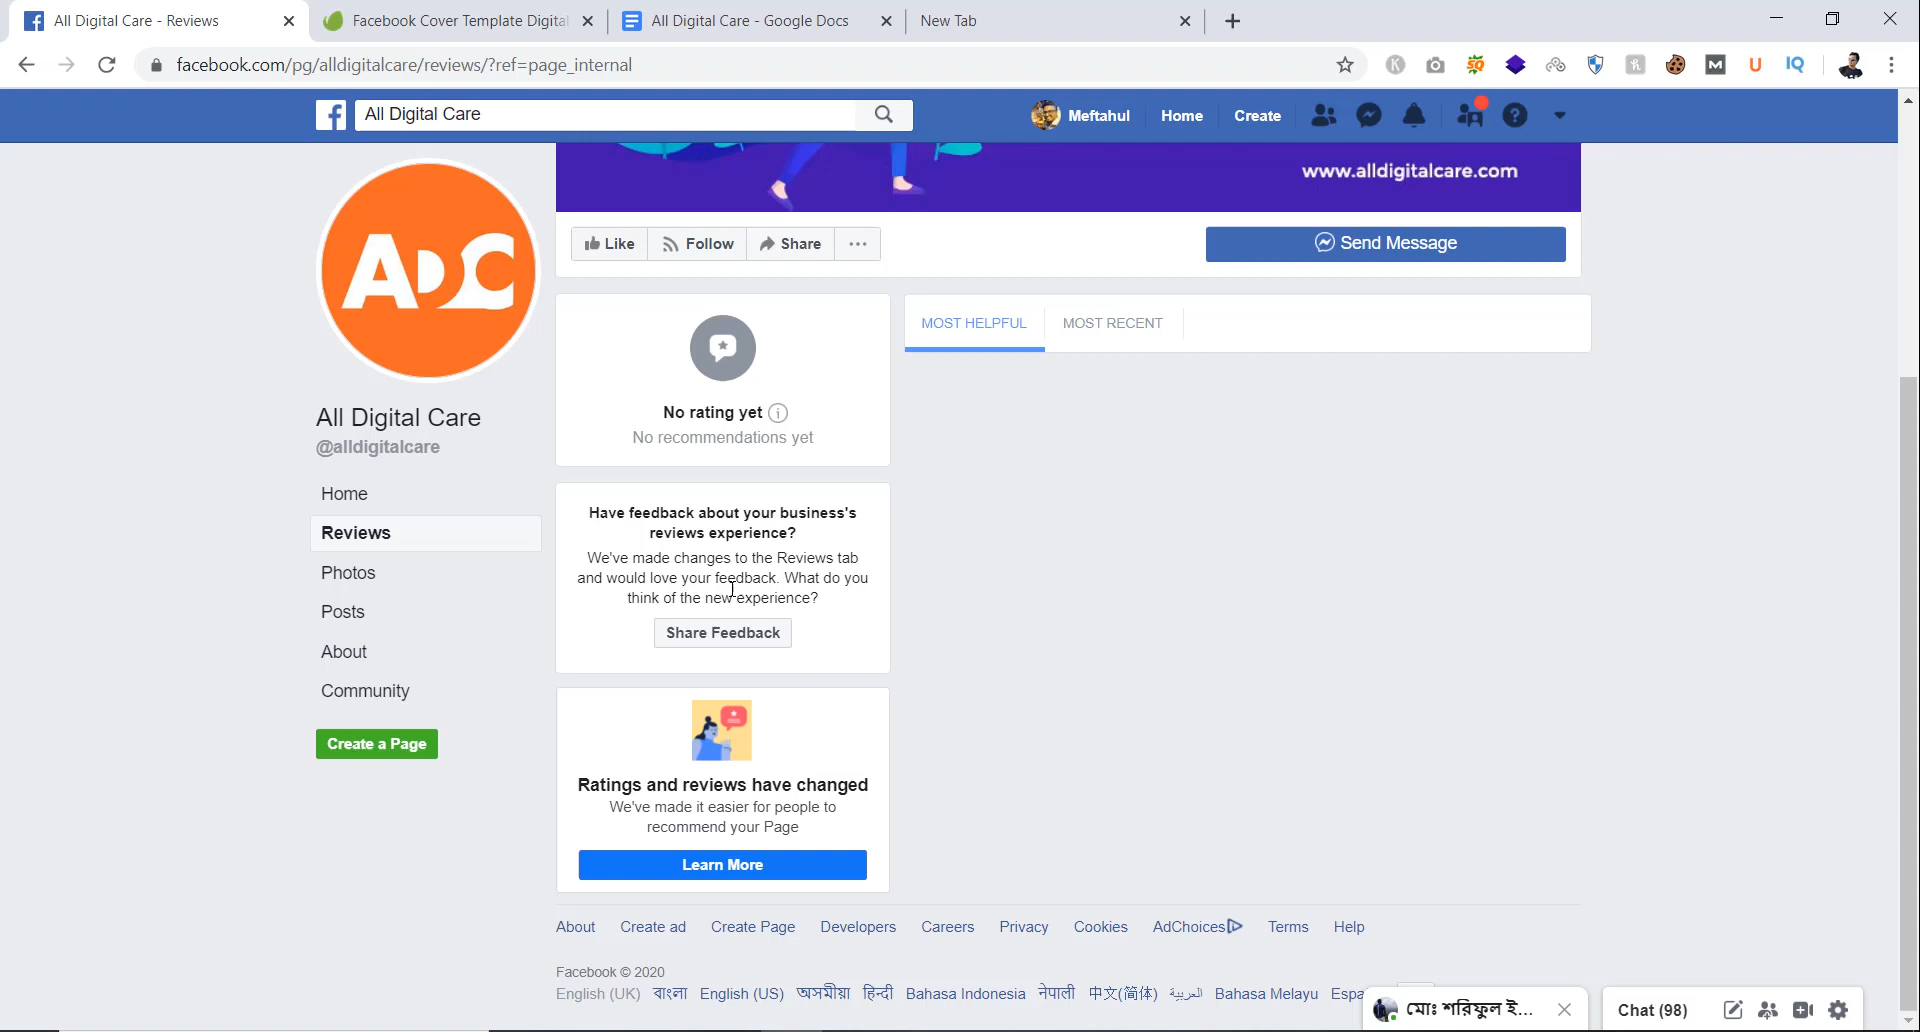 All Digital Care - Reviews
Facebook Cover Template Digital
All Digital Care - Google Docs
New Tab
facebook.com/pg/alldigitalcare/reviews/?ref=page_internal
All Digital Care
Meftahul
Home
Create
www.alldigitalcare.com
ADC
Like
Follow
Share
Send Message
MOST HELPFUL
MOST RECENT
No rating yet
No recommendations yet
All Digital Care
@alldigitalcare
Home
Reviews
Photos
Posts
About
Community
Create a Page
Have feedback about your business's
reviews experience?
We've made changes to the Reviews tab
and would love your feedback. What do you
think of the new experience?
Share Feedback
Ratings and reviews have changed
We've made it easier for people to
recommend your Page
Learn More
About Create ad Create Page Developers Careers Privacy Cookies AdChoices Terms Help
Facebook © 2020
English (UK) বাংলা English (US) অসমীয়া हिन्दी Bahasa Indonesia नेपाली 中文(简体) العربية Bahasa Melayu Espa
মোঃ শরিফুল ই...
Chat (98)